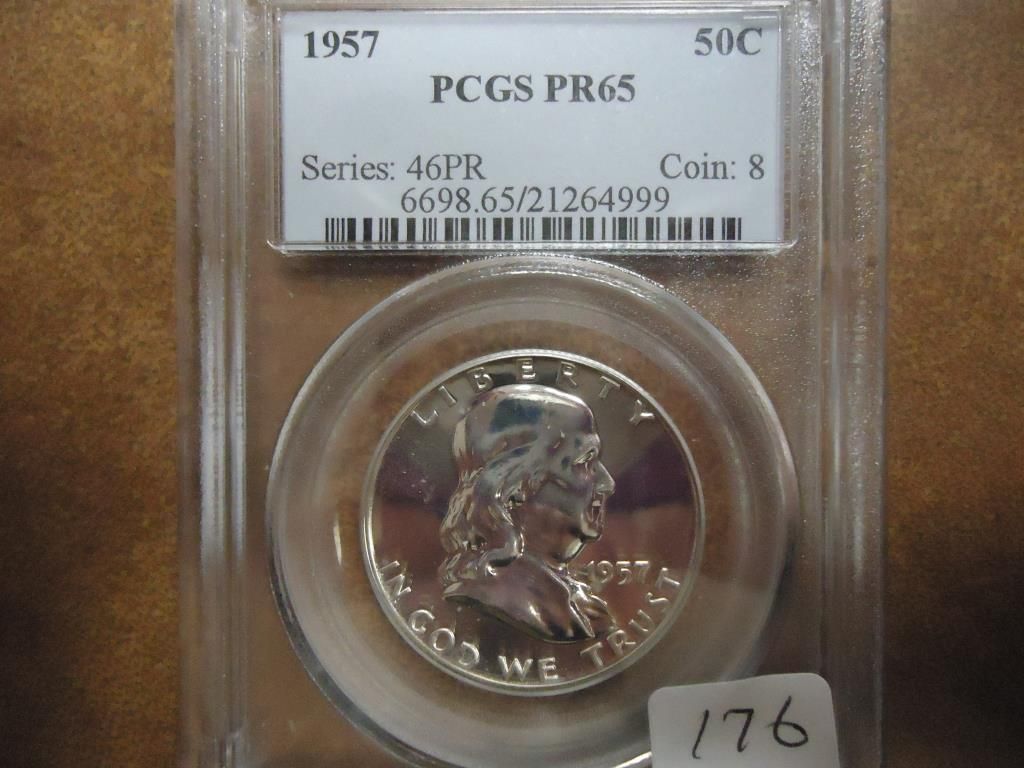 1957 50C
PCGS PR65
Series: 46PR Coin: 8
6698.65/21264999
LIBERTY
1957
IN GOD WE TRUST
176